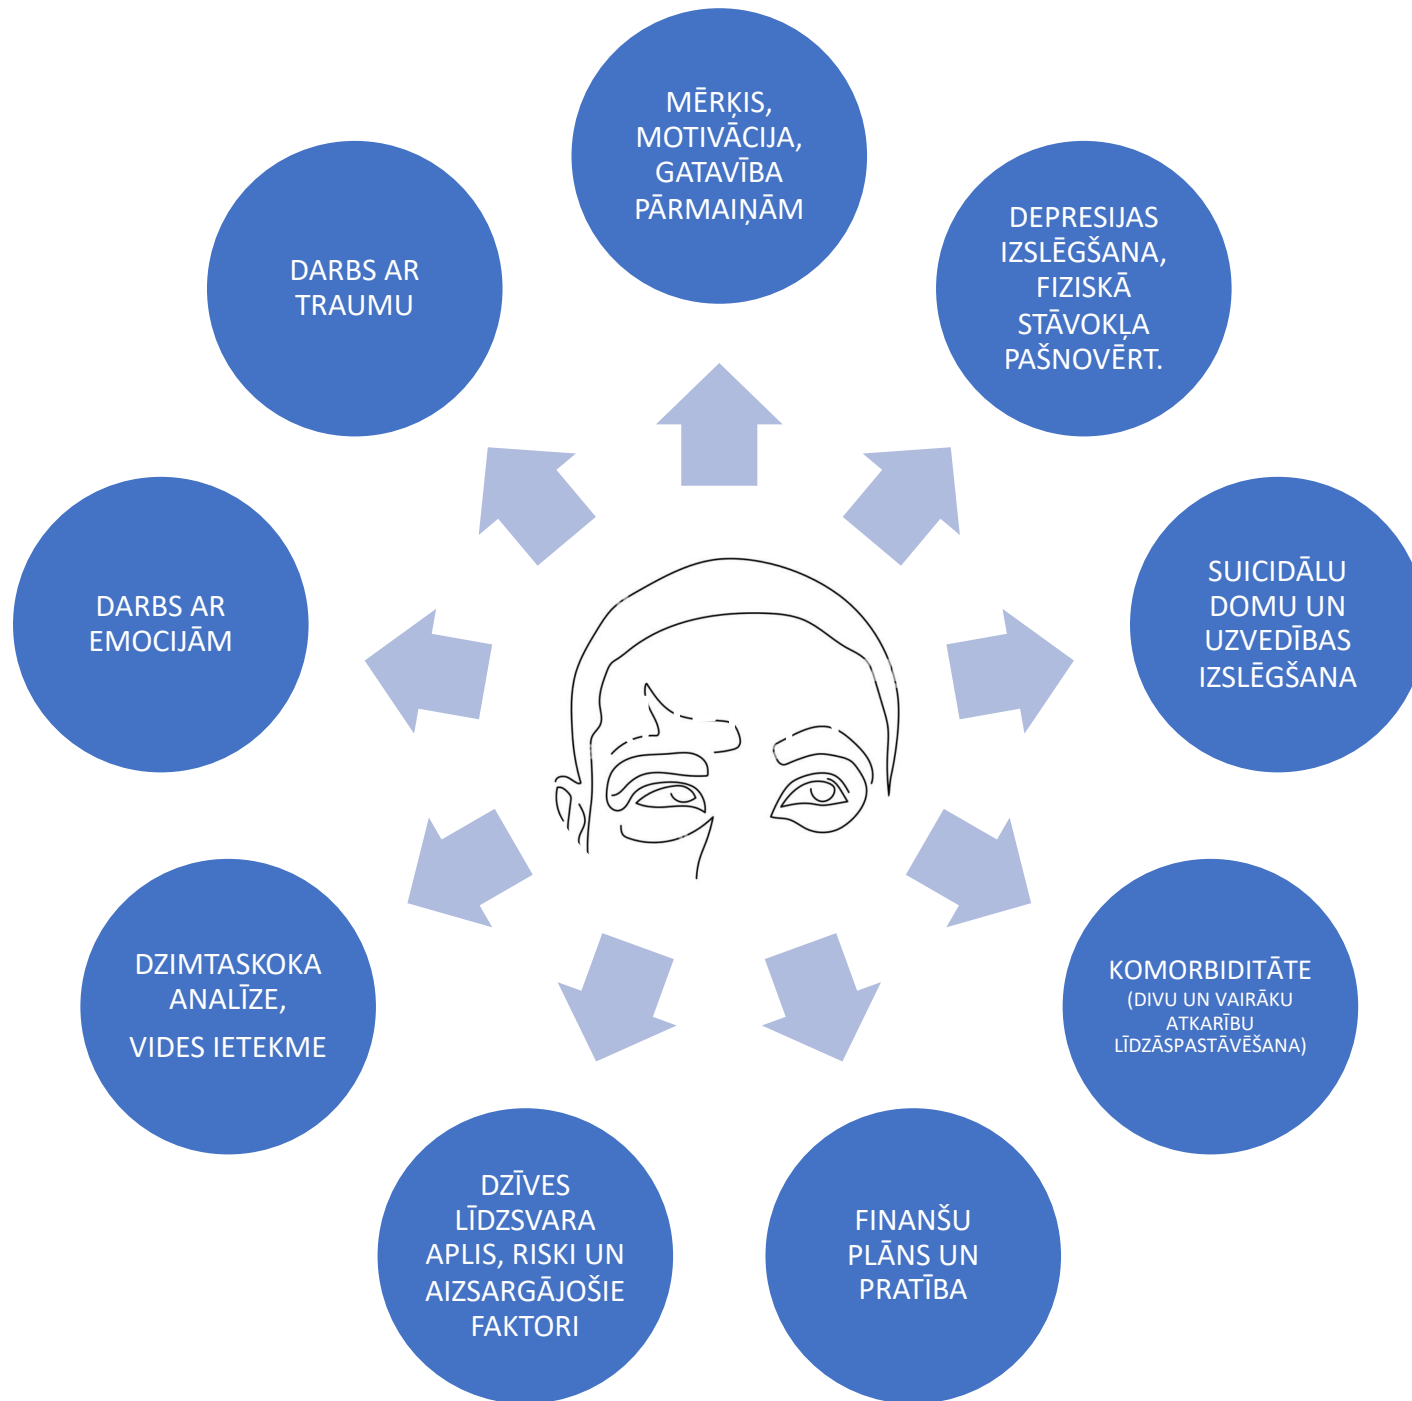 MĒRĶIS,
MOTIVĀCIJA,
GATAVĪBA
PĀRMAIŅĀM
DEPRESIJAS
IZSLĒGŠANA,
FIZISKĀ
STĀVOKĻA
PAŠNOVĒRT.
SUICIDĀLU
DOMU UN
UZVEDĪBAS
IZSLĒGŠANA
KOMORBIDITĀTE
(DIVU UN VAIRĀKU
ATKARĪBU
LĪDZĀSPASTĀVĒŠANA)
FINANŠU
PLĀNS UN
PRATĪBA
DZĪVES
LĪDZSVARA
APLIS, RISKI UN
AIZSARGĀJOŠIE
FAKTORI
DZIMTASKOKA
ANALĪZE,
VIDES IETEKME
DARBS AR
EMOCIJĀM
DARBS AR
TRAUMU